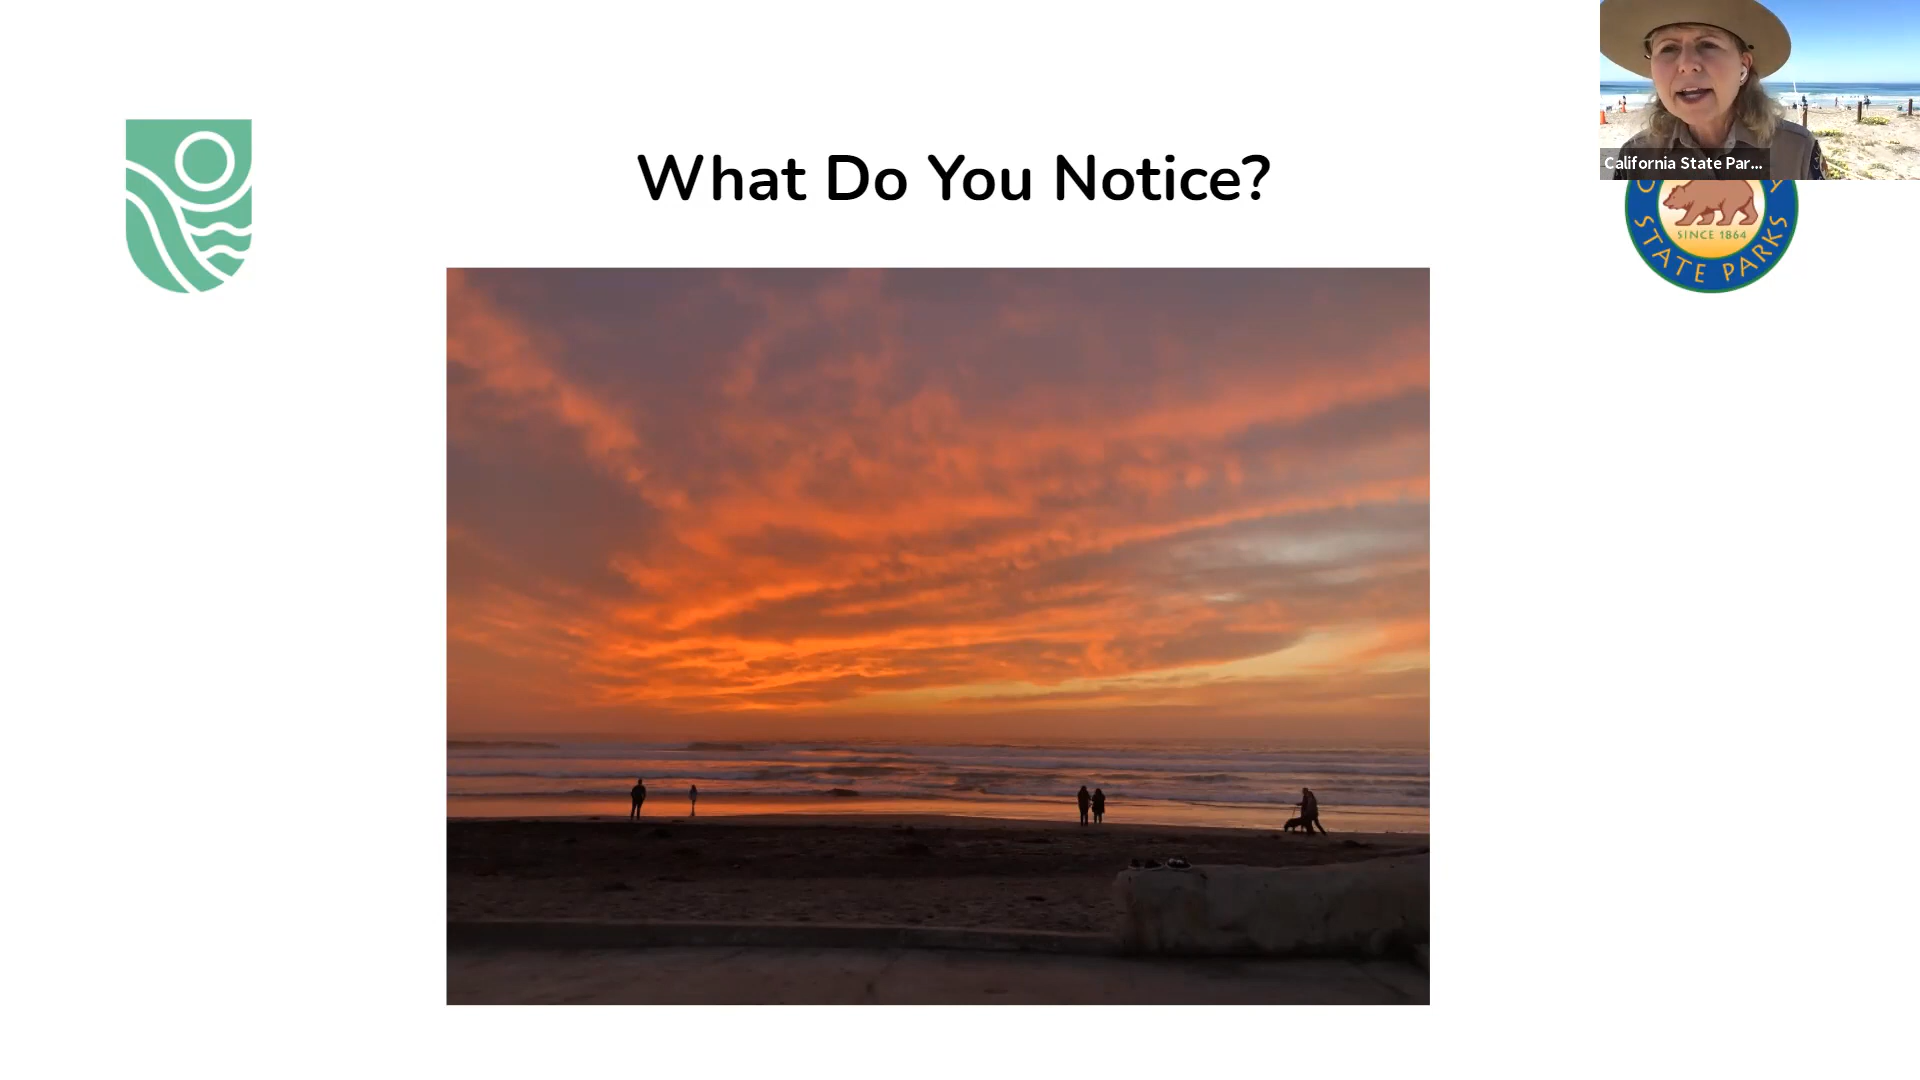 What Do You Notice?
California State Par...
SINCE 1864
STATE PARKS